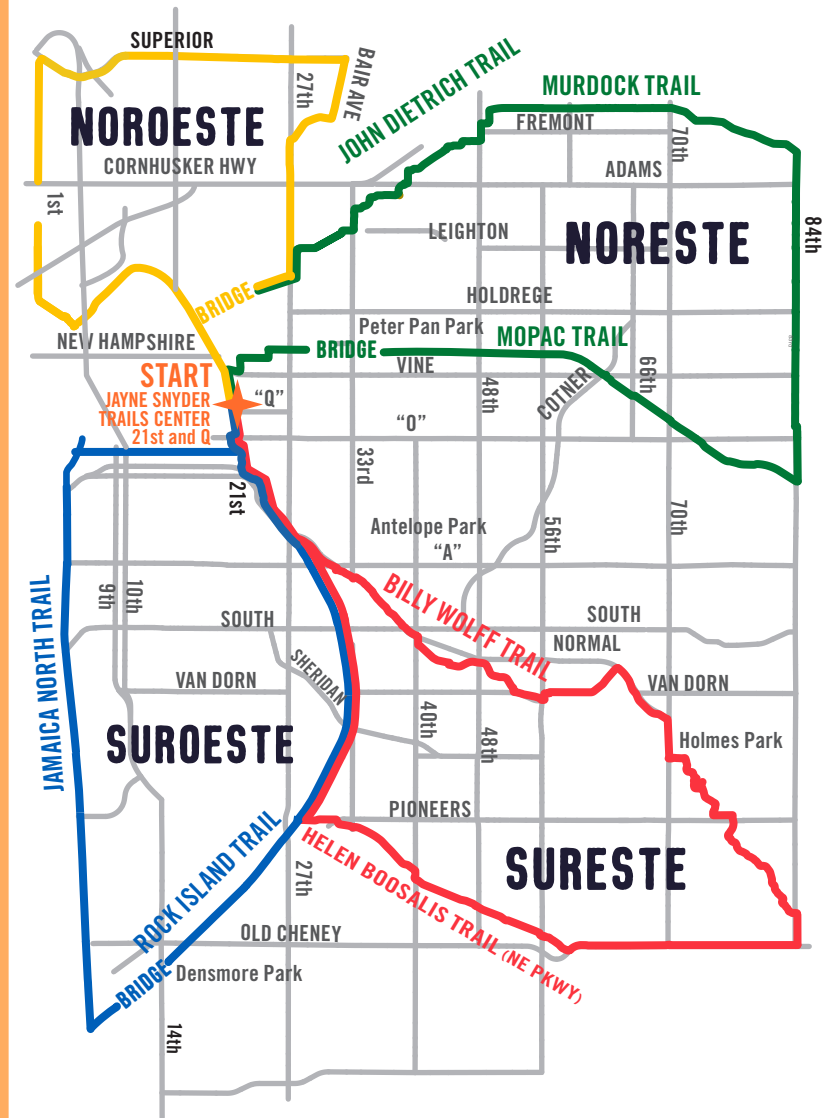 SUPERIOR
BAIR AVE
27th
NOROESTE
CORNHUSKER HWY
1st
JOHN DIETRICH TRAIL
MURDOCK TRAIL
FREMONT
70th
ADAMS
84th
LEIGHTON
NORESTE
BRIDGE
HOLDREGE
Peter Pan Park
NEW HAMPSHIRE
BRIDGE
MOPAC TRAIL
VINE
START
JAYNE SNYDER
TRAILS CENTER
21st and Q
“Q”
48th
COTNER
66th
“O”
33rd
21st
Antelope Park
“A”
56th
70th
9th
10th
JAMAICA NORTH TRAIL
BILLY WOLFF TRAIL
SOUTH
SOUTH
NORMAL
SHERIDAN
VAN DORN
VAN DORN
40th
48th
Holmes Park
SUROESTE
PIONEERS
ROCK ISLAND TRAIL
HELEN BOOSALIS TRAIL (NE PKWY)
SURESTE
27th
OLD CHENEY
BRIDGE
Densmore Park
14th